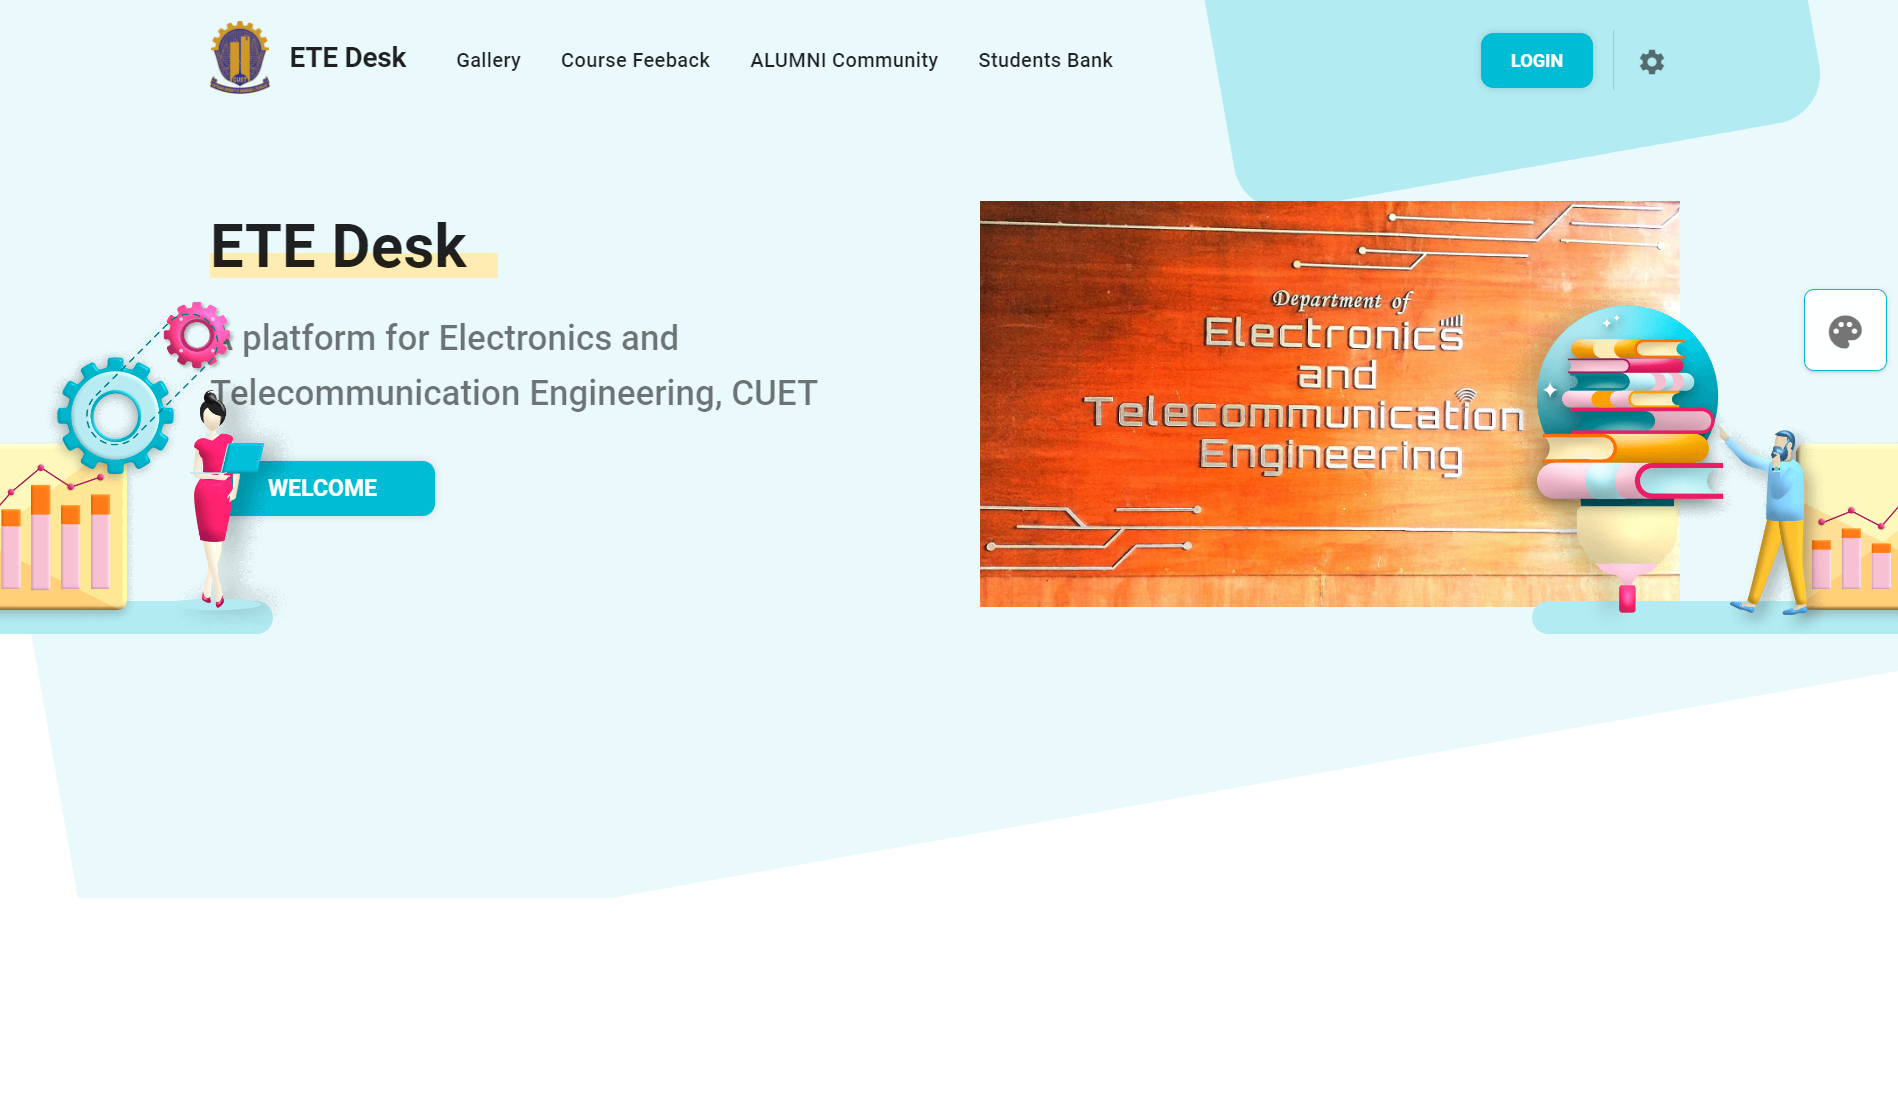 ETE Desk
Gallery
Course Feeback
ALUMNI Community
Students Bank
LOGIN
ETE Desk
platform for Electronics and
Telecommunication Engineering, CUET
WELCOME
Department of
Electronics
and
Telecommunication
Engineering